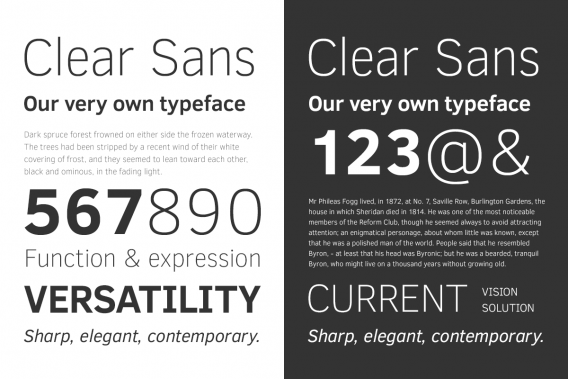 Clear Sans
Our very own typeface
Dark spruce forest frowned on either side the frozen waterway.
The trees had been stripped by a recent wind of their white
covering of frost, and they seemed to lean toward each other,
black and ominous, in the fading light.
567890
Function & expression
VERSATILITY
Sharp, elegant, contemporary.
Clear Sans
Our very own typeface
123@&
Mr Phileas Fogg lived, in 1872, at No. 7, Saville Row, Burlington Gardens, the
house in which Sheridan died in 1814. He was one of the most noticeable
members of the Reform Club, though he seemed always to avoid attracting
attention; an enigmatical personage, about whom little was known, except
that he was a polished man of the world. People said that he resembled
Byron, - at least that his head was Byronic; but he was a bearded, tranquil
Byron, who might live on a thousand years without growing old.
CURRENT
VISION
SOLUTION
Sharp, elegant, contemporary.